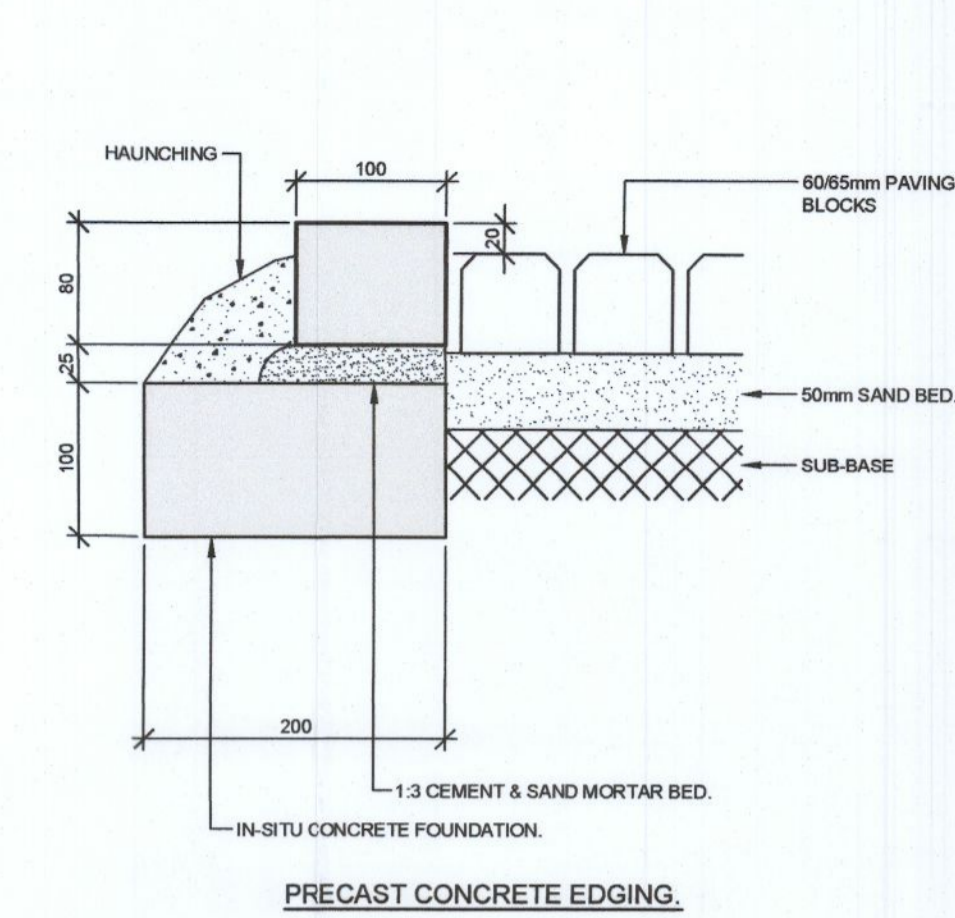 HAUNCHING
100
60/65mm PAVING
BLOCKS
20
80
25
50mm SAND BED.
100
SUB-BASE
200
1:3 CEMENT & SAND MORTAR BED.
IN-SITU CONCRETE FOUNDATION.
PRECAST CONCRETE EDGING.